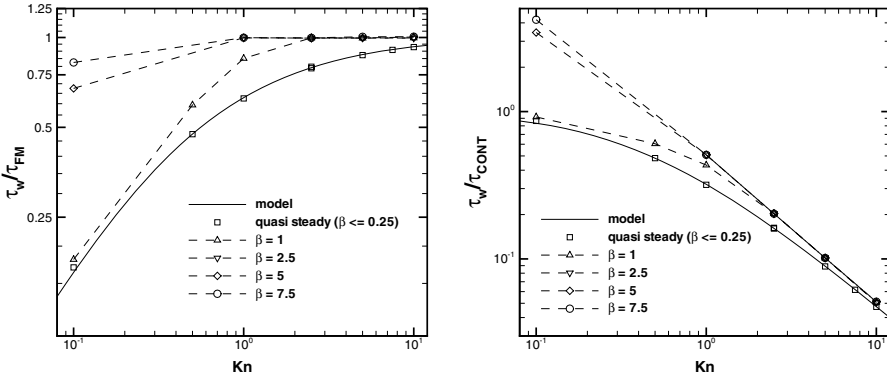 1.25
1
0.75
0.5
0.25
τw/τFM
model
quasi steady (β <= 0.25)
β = 1
β = 2.5
β = 5
β = 7.5
10-1
100
101
Kn
100
10-1
τw/τCONT
model
quasi steady (β <= 0.25)
β = 1
β = 2.5
β = 5
β = 7.5
10-1
100
101
Kn